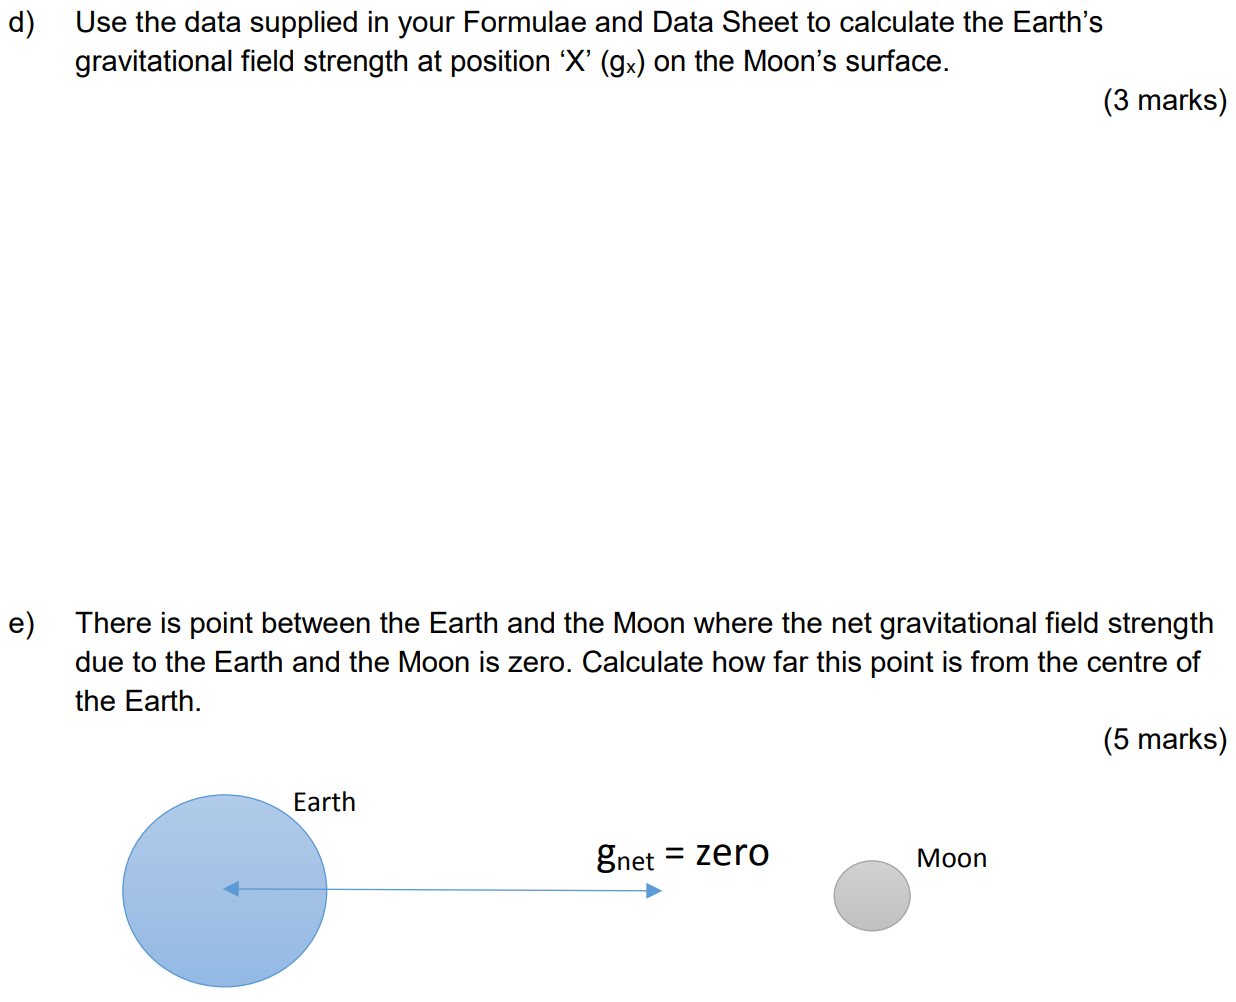 d) Use the data supplied in your Formulae and Data Sheet to calculate the Earth’s
gravitational field strength at position ‘X’ (gₓ) on the Moon’s surface.
(3 marks)
e) There is point between the Earth and the Moon where the net gravitational field strength
due to the Earth and the Moon is zero. Calculate how far this point is from the centre of
the Earth.
(5 marks)
Earth
gnet = zero
Moon